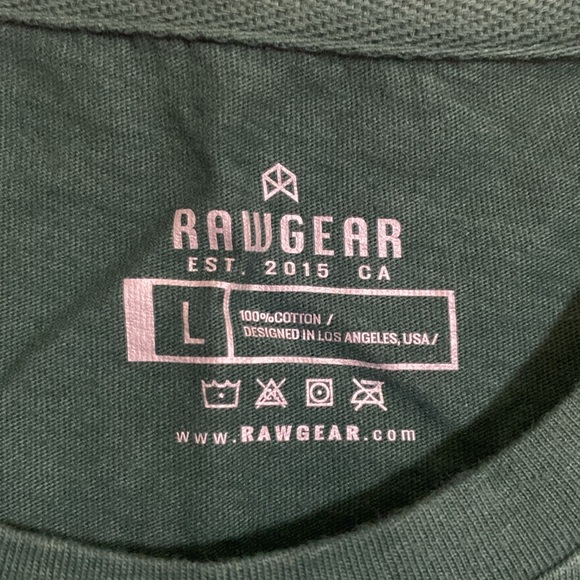 RAWGEAR
EST. 2015 CA
L
100%COTTON /
DESIGNED IN LOS ANGELES, USA/
www.RAWGEAR.com